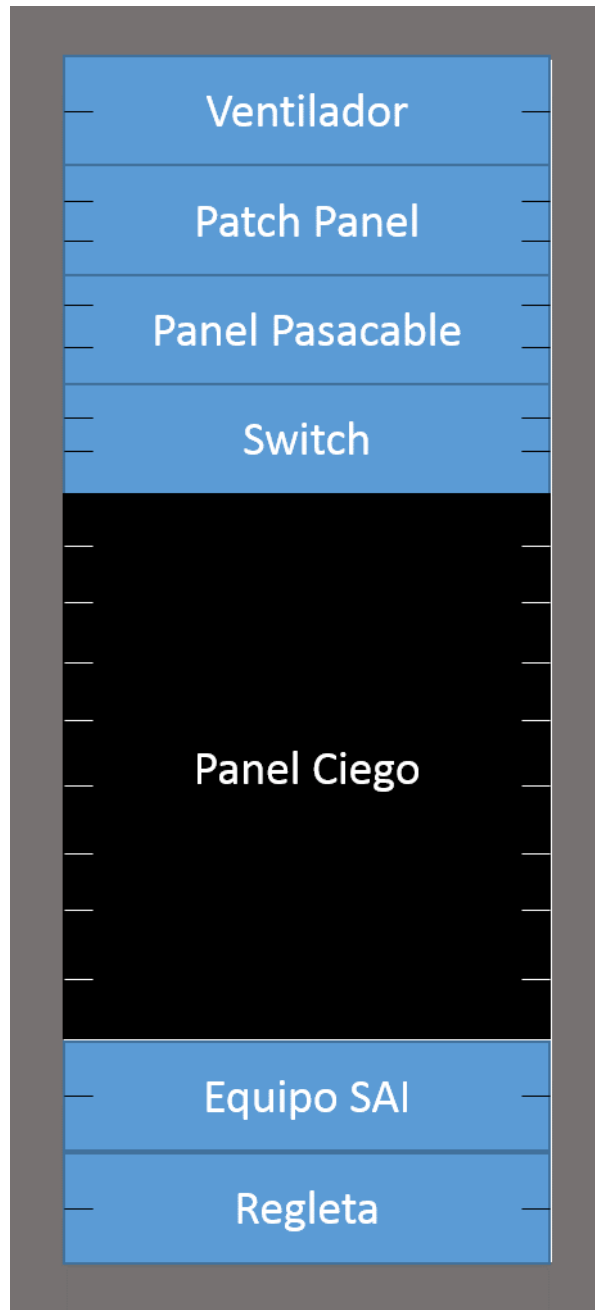 Ventilador
Patch Panel
Panel Pasacable
Switch
Panel Ciego
Equipo SAI
Regleta